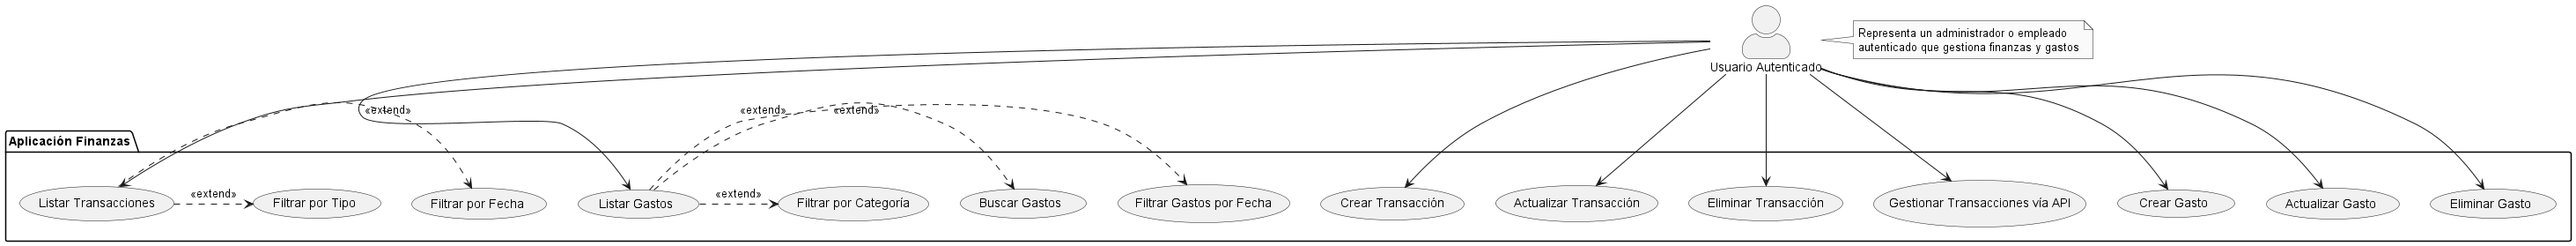 Representa un administrador o empleado
autenticado que gestiona finanzas y gastos
Usuario Autenticado
«extend»
«extend»
«extend»
Aplicación Finanzas
«extend»
«extend»
Listar Transacciones
Filtrar por Tipo
Filtrar por Fecha
Listar Gastos
Filtrar por Categoría
Buscar Gastos
Filtrar Gastos por Fecha
Crear Transacción
Actualizar Transacción
Eliminar Transacción
Gestionar Transacciones vía API
Crear Gasto
Actualizar Gasto
Eliminar Gasto